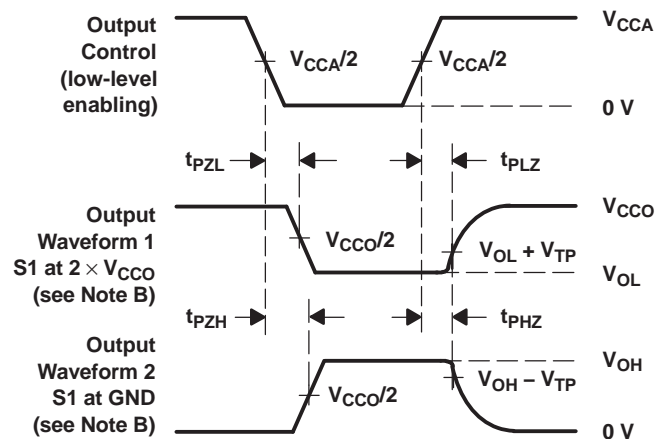 Output
Control
(low-level
enabling)
V_CCA/2
V_CCA/2
V_CCA
0 V
t_PZL
t_PLZ
Output
Waveform 1
S1 at 2 × V_CCO
(see Note B)
V_CCO/2
V_CCO
V_OL + V_TP
V_OL
t_PZH
t_PHZ
Output
Waveform 2
S1 at GND
(see Note B)
V_CCO/2
V_OH
V_OH − V_TP
0 V